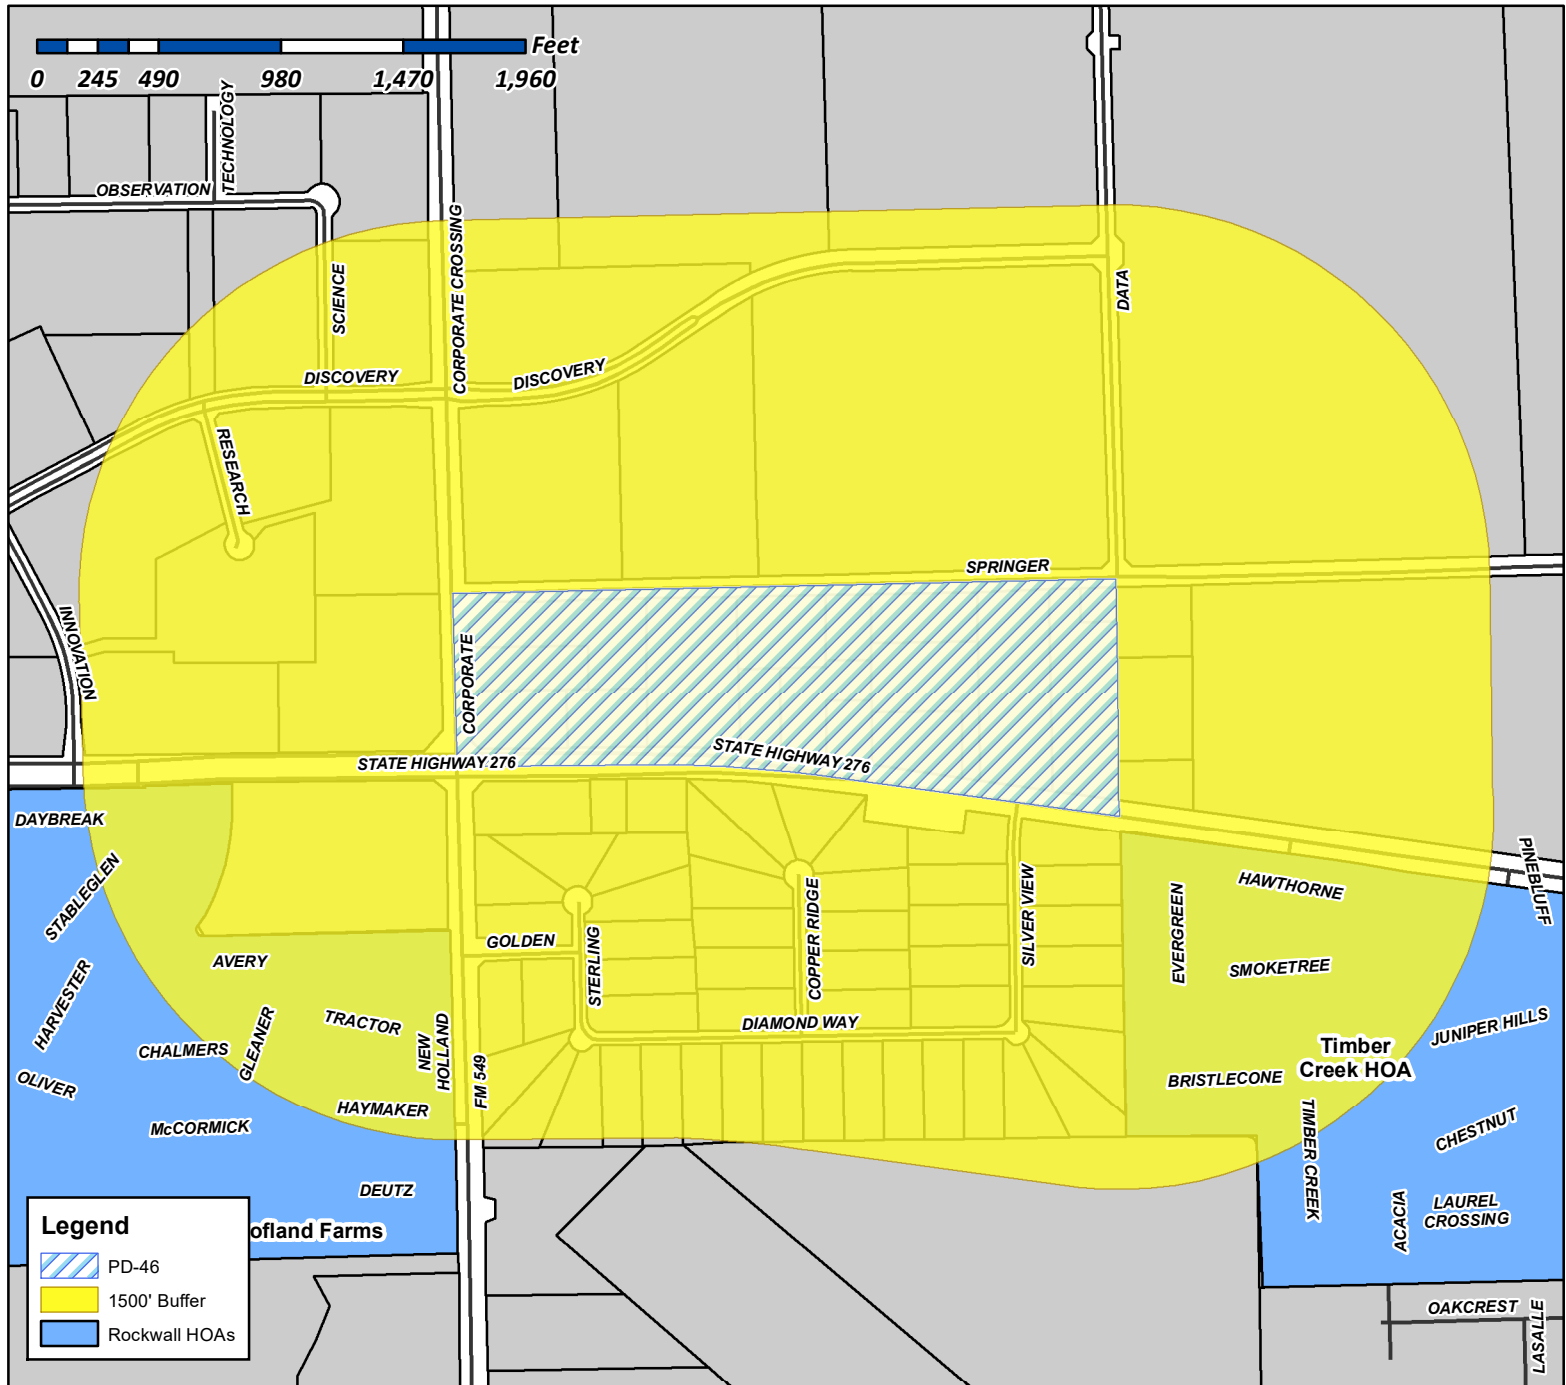 Feet
0 245 490 980 1,470 1,960
TECHNOLOGY
OBSERVATION
CORPORATE CROSSING
SCIENCE
DATA
DISCOVERY
DISCOVERY
RESEARCH
SPRINGER
INNOVATION
CORPORATE
STATE HIGHWAY 276
STATE HIGHWAY 276
DAYBREAK
STABLEGLEN
HARVESTER
OLIVER
AVERY
GLEANER
TRACTOR
CHALMERS
NEW
HOLLAND
HAYMAKER
McCORMICK
DEUTZ
FM 549
GOLDEN
STERLING
COPPER RIDGE
SILVER VIEW
DIAMOND WAY
EVERGREEN
HAWTHORNE
PINEBLUFF
SMOKETREE
JUNIPER HILLS
Timber
Creek HOA
BRISTLECONE
TIMBER CREEK
CHESTNUT
ACACIA
LAUREL
CROSSING
OAKCREST
LASALLE
ofland Farms
Legend
PD-46
1500' Buffer
Rockwall HOAs